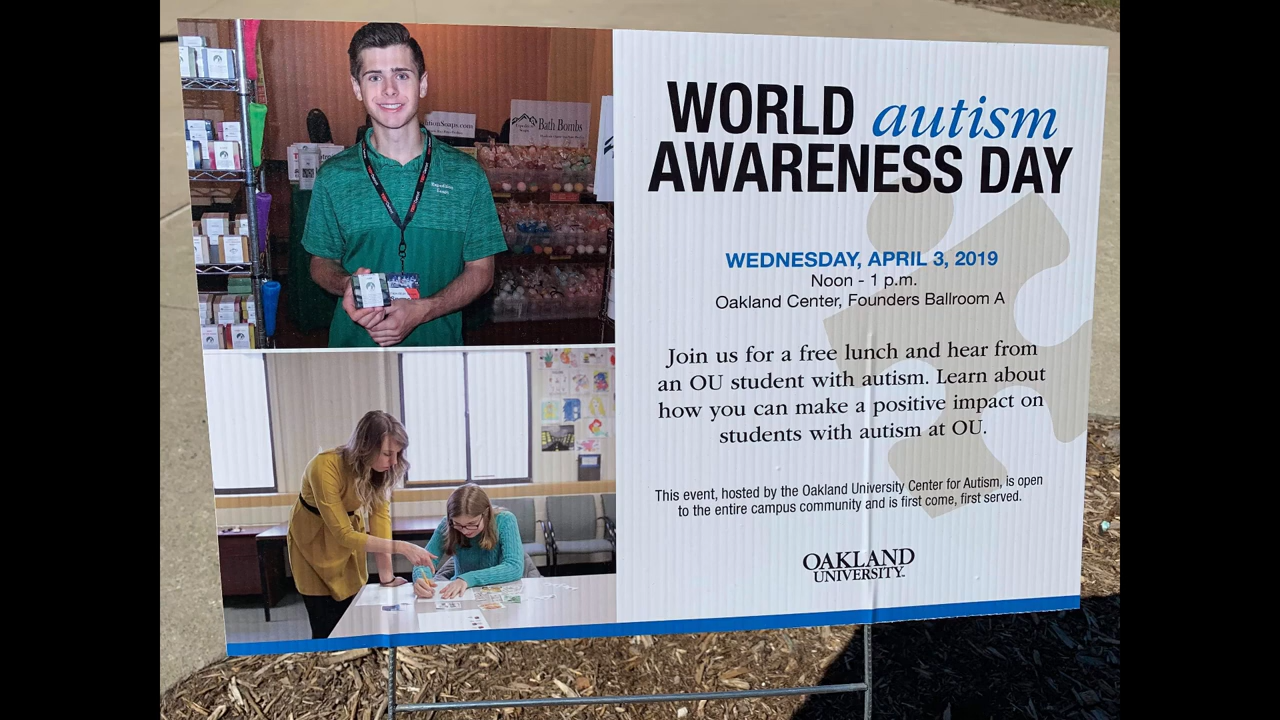 WORLD autism
AWARENESS DAY
WEDNESDAY, APRIL 3, 2019
Noon - 1 p.m.
Oakland Center, Founders Ballroom A
Join us for a free lunch and hear from
an OU student with autism. Learn about
how you can make a positive impact on
students with autism at OU.
This event, hosted by the Oakland University Center for Autism, is open
to the entire campus community and is first come, first served.
OAKLAND
UNIVERSITY
Bath Bombs